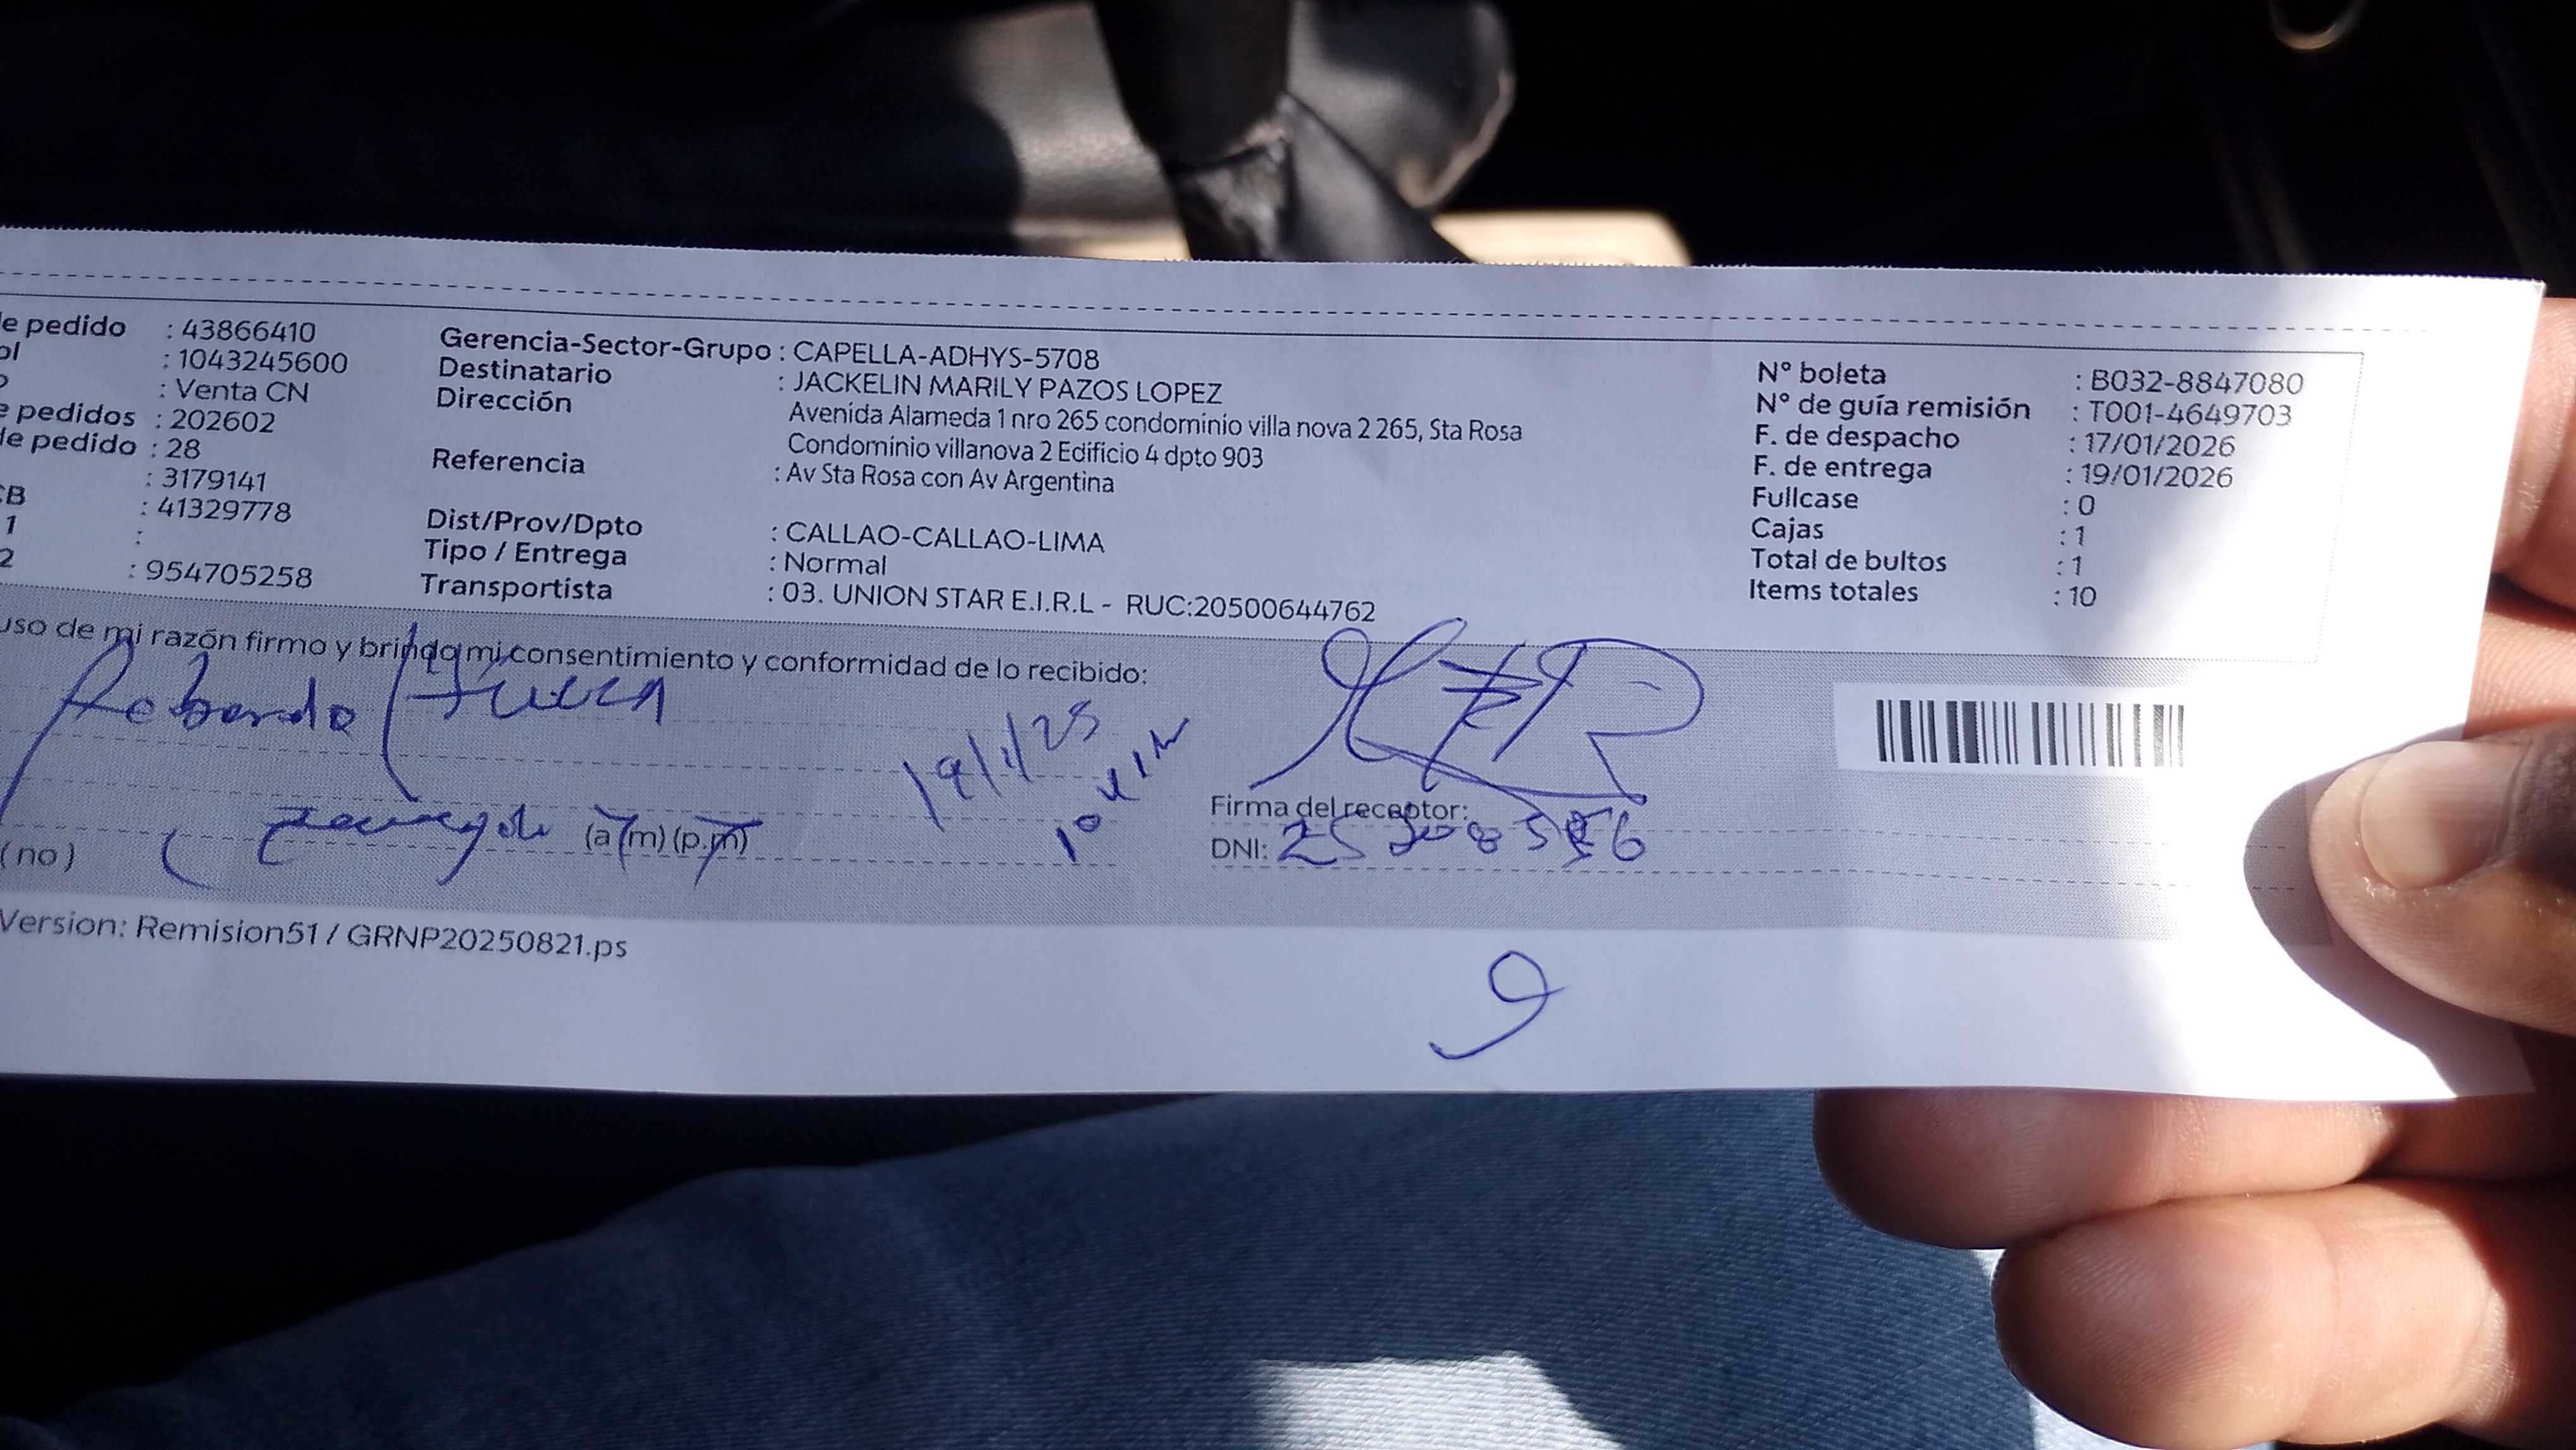 de pedido : 43866410
ol : 1043245600
: Venta CN
e pedidos : 202602
de pedido : 28
: 3179141
CB : 41329778
1 :
2 : 954705258
Gerencia-Sector-Grupo : CAPELLA-ADHYS-5708
Destinatario : JACKELIN MARILY PAZOS LOPEZ
Dirección Avenida Alameda 1 nro 265 condominio villa nova 2 265, Sta Rosa
Condominio villanova 2 Edificio 4 dpto 903
Referencia : Av Sta Rosa con Av Argentina
Dist/Prov/Dpto : CALLAO-CALLAO-LIMA
Tipo / Entrega : Normal
Transportista : 03. UNION STAR E.I.R.L - RUC:20500644762
N° boleta : B032-8847080
N° de guía remisión : T001-4649703
F. de despacho : 17/01/2026
F. de entrega : 19/01/2026
Fullcase : 0
Cajas : 1
Total de bultos : 1
Items totales : 10
uso de mi razón firmo y brindo mi consentimiento y conformidad de lo recibido:
19/1/25
(a.m) (p.m)
(no)
Firma del receptor:
DNI:
Version: Remision51 / GRNP20250821.ps
9